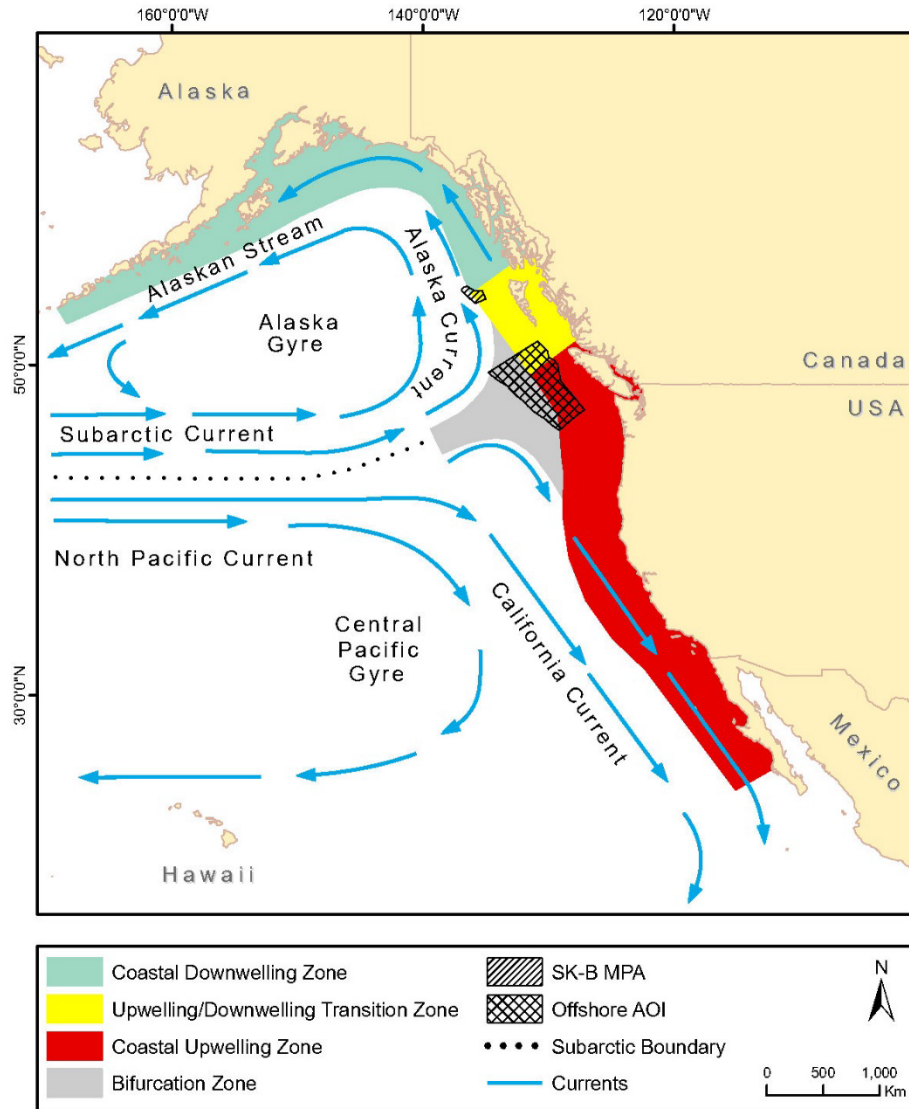 160°0'0"W
140°0'0"W
120°0'0"W
50°0'0"N
30°0'0"N
Alaska
Alaskan Stream
Alaska Current
Alaska
Gyre
Canada
USA
Subarctic Current
North Pacific Current
Central
Pacific
Gyre
California Current
Mexico
Hawaii
Coastal Downwelling Zone
Upwelling/Downwelling Transition Zone
Coastal Upwelling Zone
Bifurcation Zone
SK-B MPA
Offshore AOI
Subarctic Boundary
Currents
N
0 500 1,000
Km